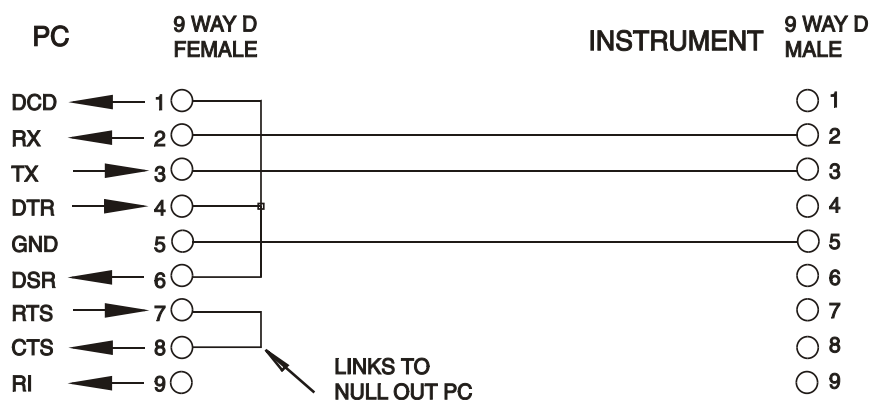 PC
9 WAY D
FEMALE
INSTRUMENT
9 WAY D
MALE
DCD 1 1
RX 2 2
TX 3 3
DTR 4 4
GND 5 5
DSR 6 6
RTS 7 7
CTS 8 8
RI 9 9
LINKS TO
NULL OUT PC